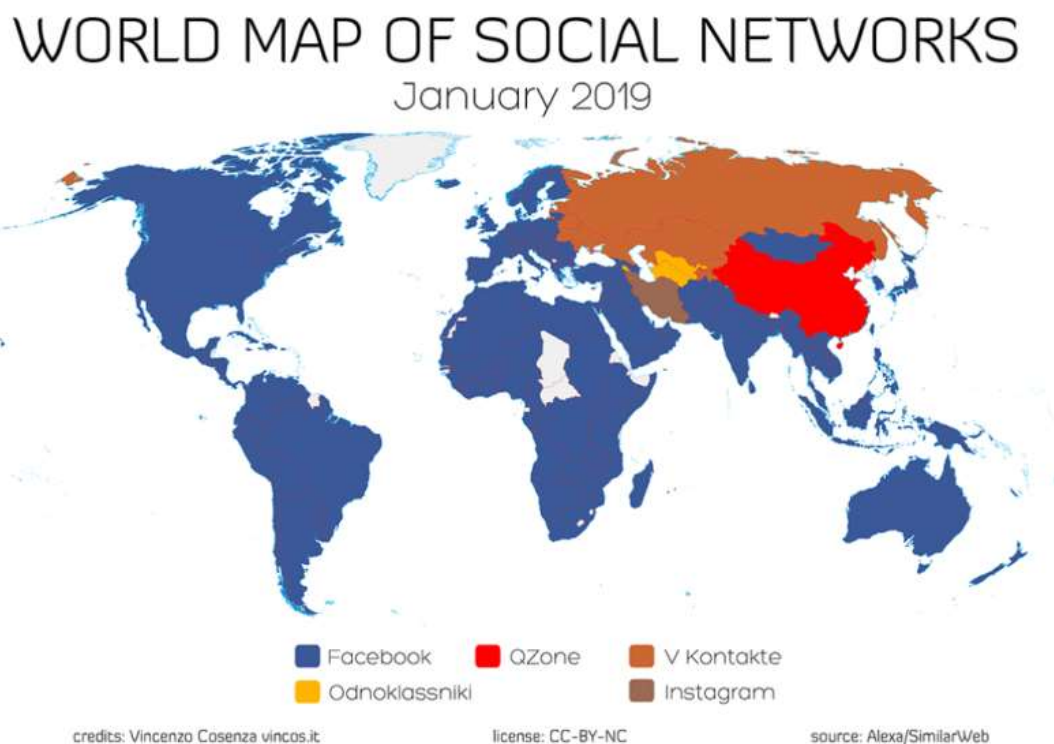 WORLD MAP OF SOCIAL NETWORKS
January 2019
Facebook QZone V Kontakte
Odnoklassniki Instagram
credits: Vincenzo Cosenza vincos.it license: CC-BY-NC source: Alexa/SimilarWeb